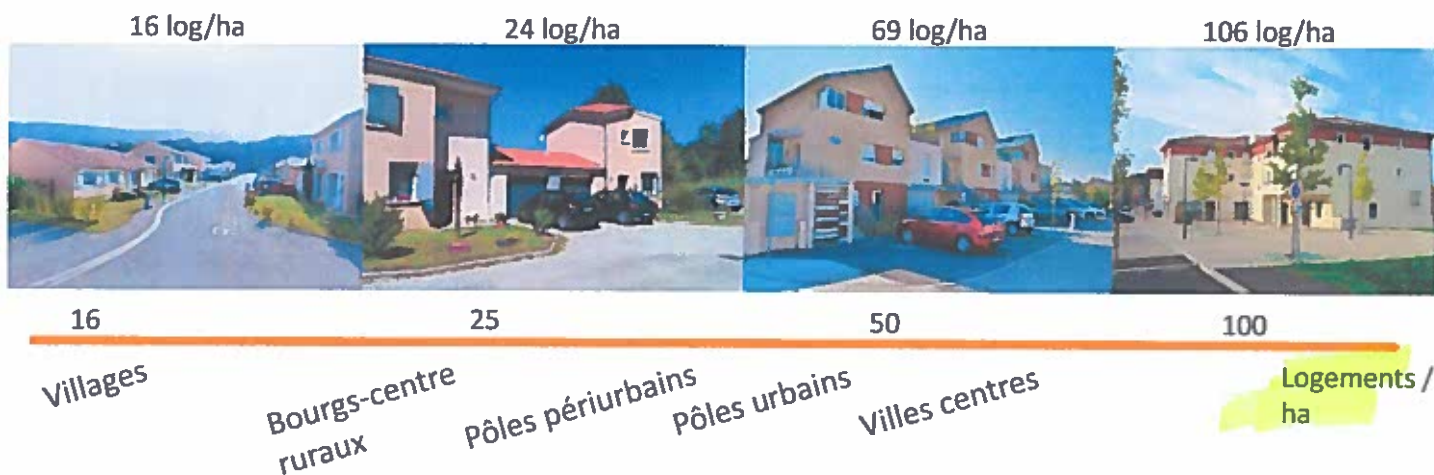 16 log/ha
24 log/ha
69 log/ha
106 log/ha
16
25
50
100
Villages
Bourgs-centre
ruraux
Pôles périurbains
Pôles urbains
Villes centres
Logements /
ha